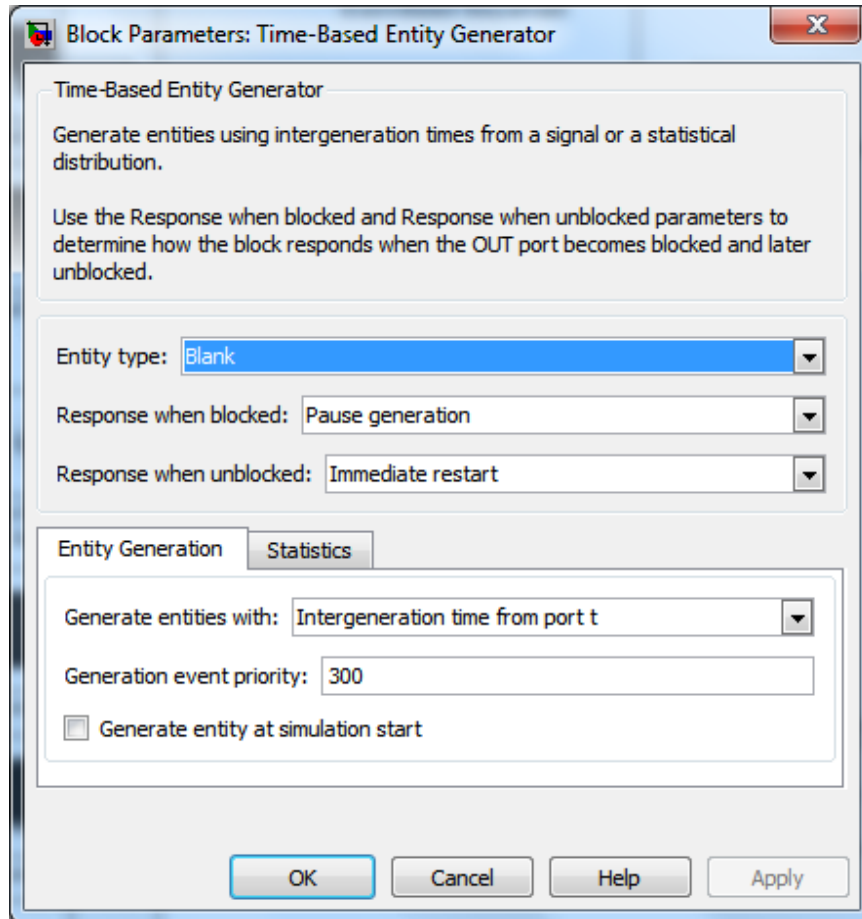 Block Parameters: Time-Based Entity Generator
Time-Based Entity Generator
Generate entities using intergeneration times from a signal or a statistical
distribution.
Use the Response when blocked and Response when unblocked parameters to
determine how the block responds when the OUT port becomes blocked and later
unblocked.
Entity type: Blank
Response when blocked: Pause generation
Response when unblocked: Immediate restart
Entity Generation Statistics
Generate entities with: Intergeneration time from port t
Generation event priority: 300
Generate entity at simulation start
OK Cancel Help Apply